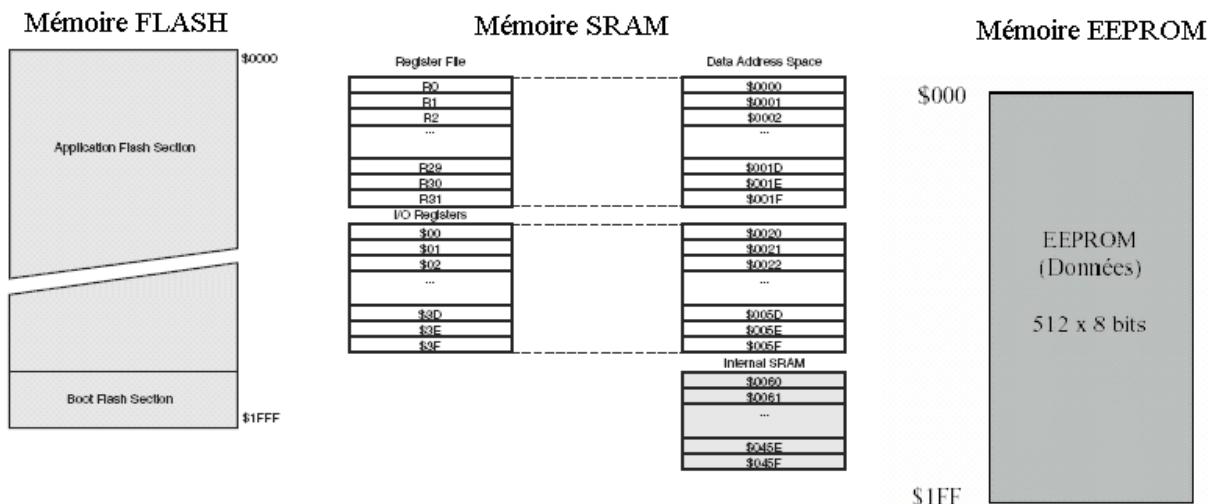 Mémoire FLASH
$0000
Application Flash Section
Boot Flash Section
$1FFF
Mémoire SRAM
Register File
R0
R1
R2
...
R29
R30
R31
I/O Registers
$00
$01
$02
...
$3D
$3E
$3F
Data Address Space
$0000
$0001
$0002
...
$001D
$001E
$001F
$0020
$0021
$0022
...
$005D
$005E
$005F
Internal SRAM
$0060
$0061
...
$045E
$045F
Mémoire EEPROM
$000
EEPROM
(Données)
512 x 8 bits
$1FF